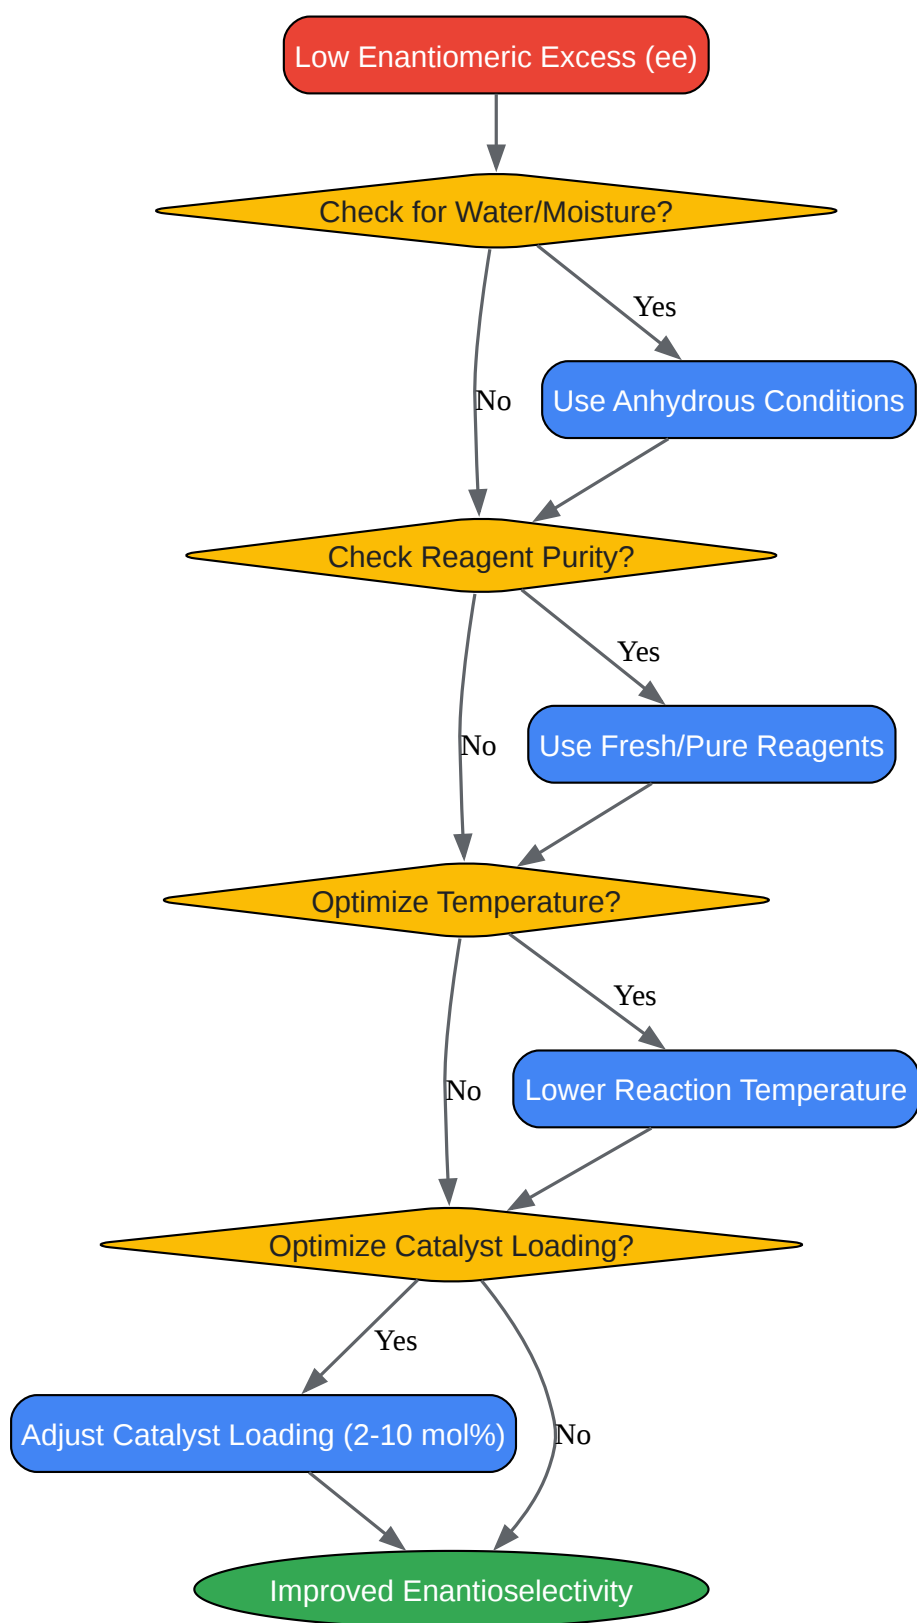 Low Enantiomeric Excess (ee)
Check for Water/Moisture?
Yes
No
Use Anhydrous Conditions
Check Reagent Purity?
Yes
No
Use Fresh/Pure Reagents
Optimize Temperature?
Yes
No
Lower Reaction Temperature
Optimize Catalyst Loading?
Yes
Adjust Catalyst Loading (2-10 mol%)
No
Improved Enantioselectivity